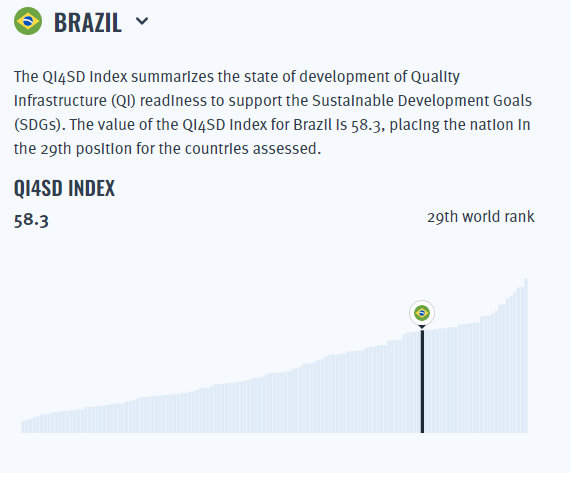 BRAZIL
The QI4SD Index summarIzes the state of development of QualIty
Infrastructure (QI) readIness to support the SustaInable Development Goals
(SDGs). The value of the QI4SD Index for BrazIl Is 58.3, placIng the natIon In
the 29th posItIon for the countrIes assessed.
QI4SD INDEX
58.3
29th world rank